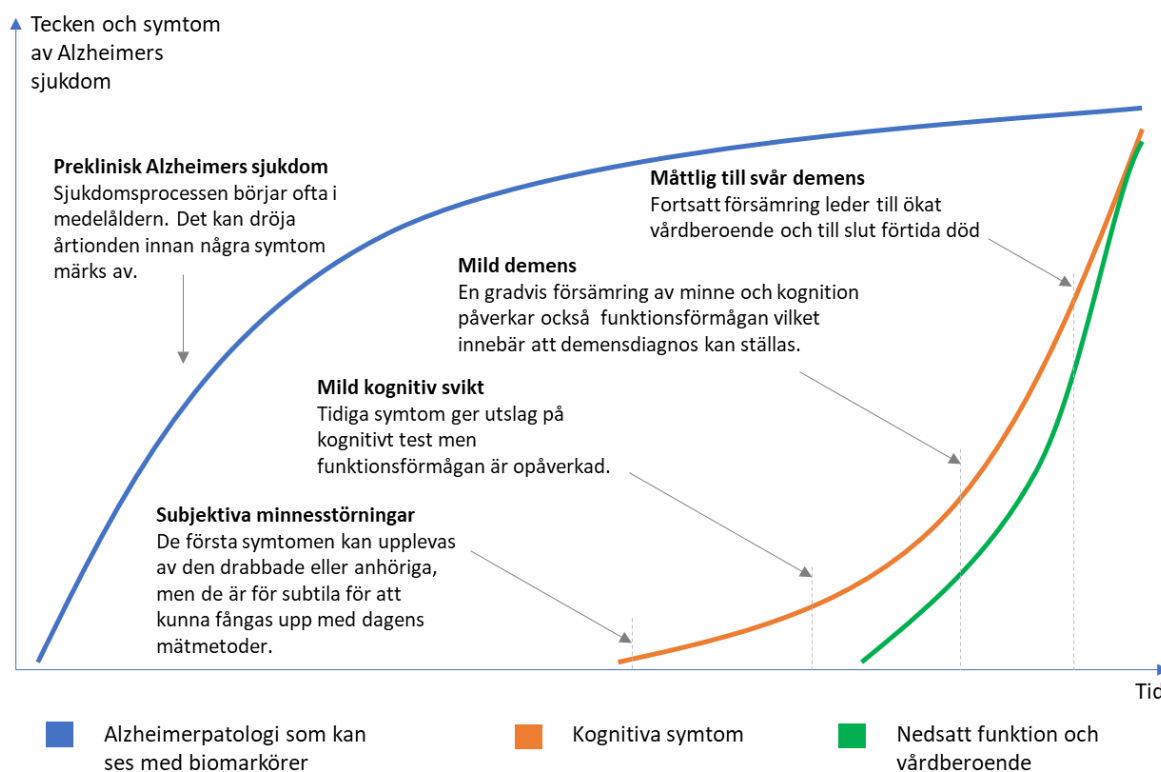 Tecken och symtom
av Alzheimers
sjukdom
Preklinisk Alzheimers sjukdom
Sjukdomsprocessen börjar ofta i
medelåldern. Det kan dröja
årtionden innan några symtom
märks av.
Måttlig till svår demens
Fortsatt försämring leder till ökat
vårdberoende och till slut förtida död
Mild demens
En gradvis försämring av minne och kognition
påverkar också  funktionsförmågan vilket
innebär att demensdiagnos kan ställas.
Mild kognitiv svikt
Tidiga symtom ger utslag på
kognitivt test men
funktionsförmågan är opåverkad.
Subjektiva minnesstörningar
De första symtomen kan upplevas
av den drabbade eller anhöriga,
men de är för subtila för att
kunna fångas upp med dagens
mätmetoder.
Tid
Alzheimerpatologi som kan
ses med biomarkörer
Kognitiva symtom
Nedsatt funktion och
vårdberoende